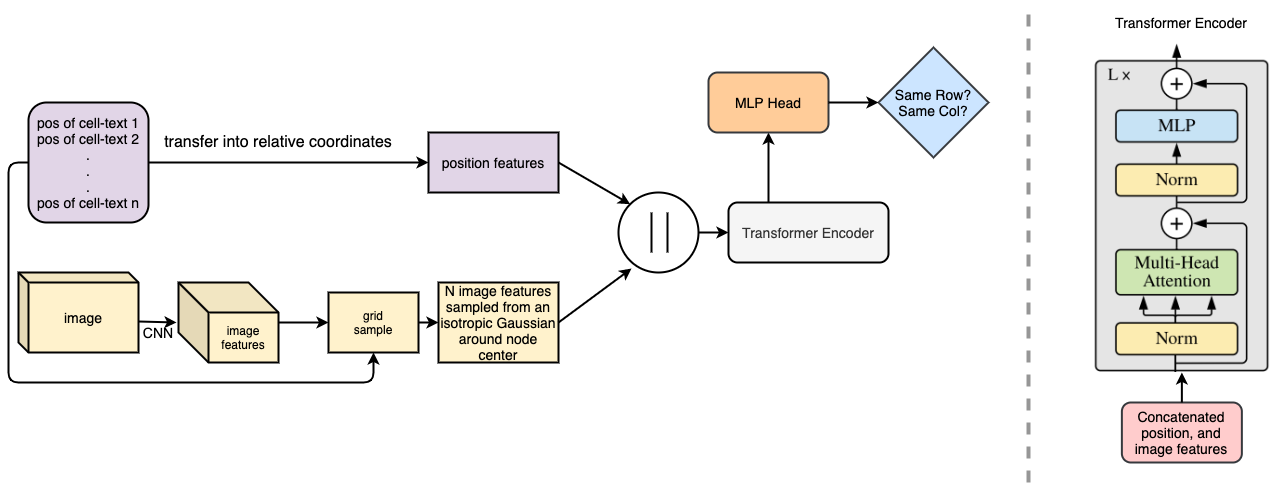 Transformer Encoder
pos of cell-text 1
pos of cell-text 2
.
.
.
pos of cell-text n
transfer into relative coordinates
position features
MLP Head
Same Row?
Same Col?
||
Transformer Encoder
image
CNN
image
features
grid
sample
N image features
sampled from an
isotropic Gaussian
around node
center
L ×
+
MLP
Norm
+
Multi-Head
Attention
Norm
Concatenated
position, and
image features